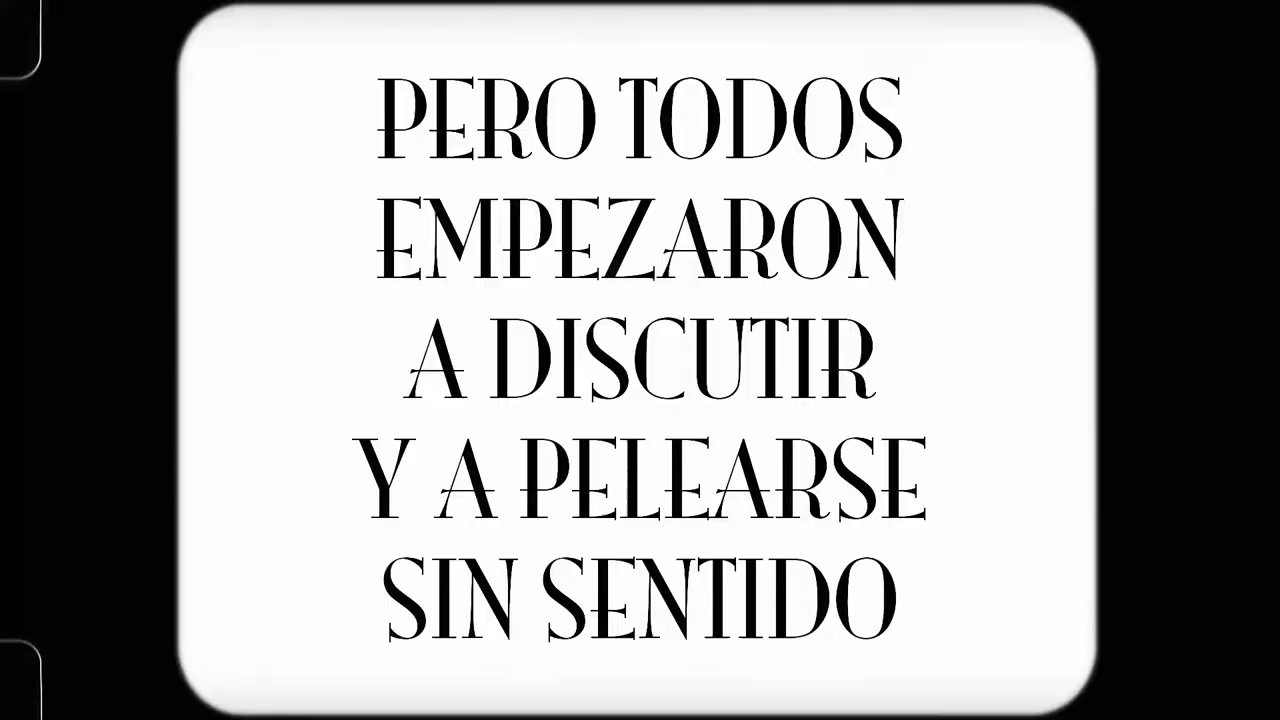 PERO TODOS
EMPEZARON
A DISCUTIR
Y A PELEARSE
SIN SENTIDO